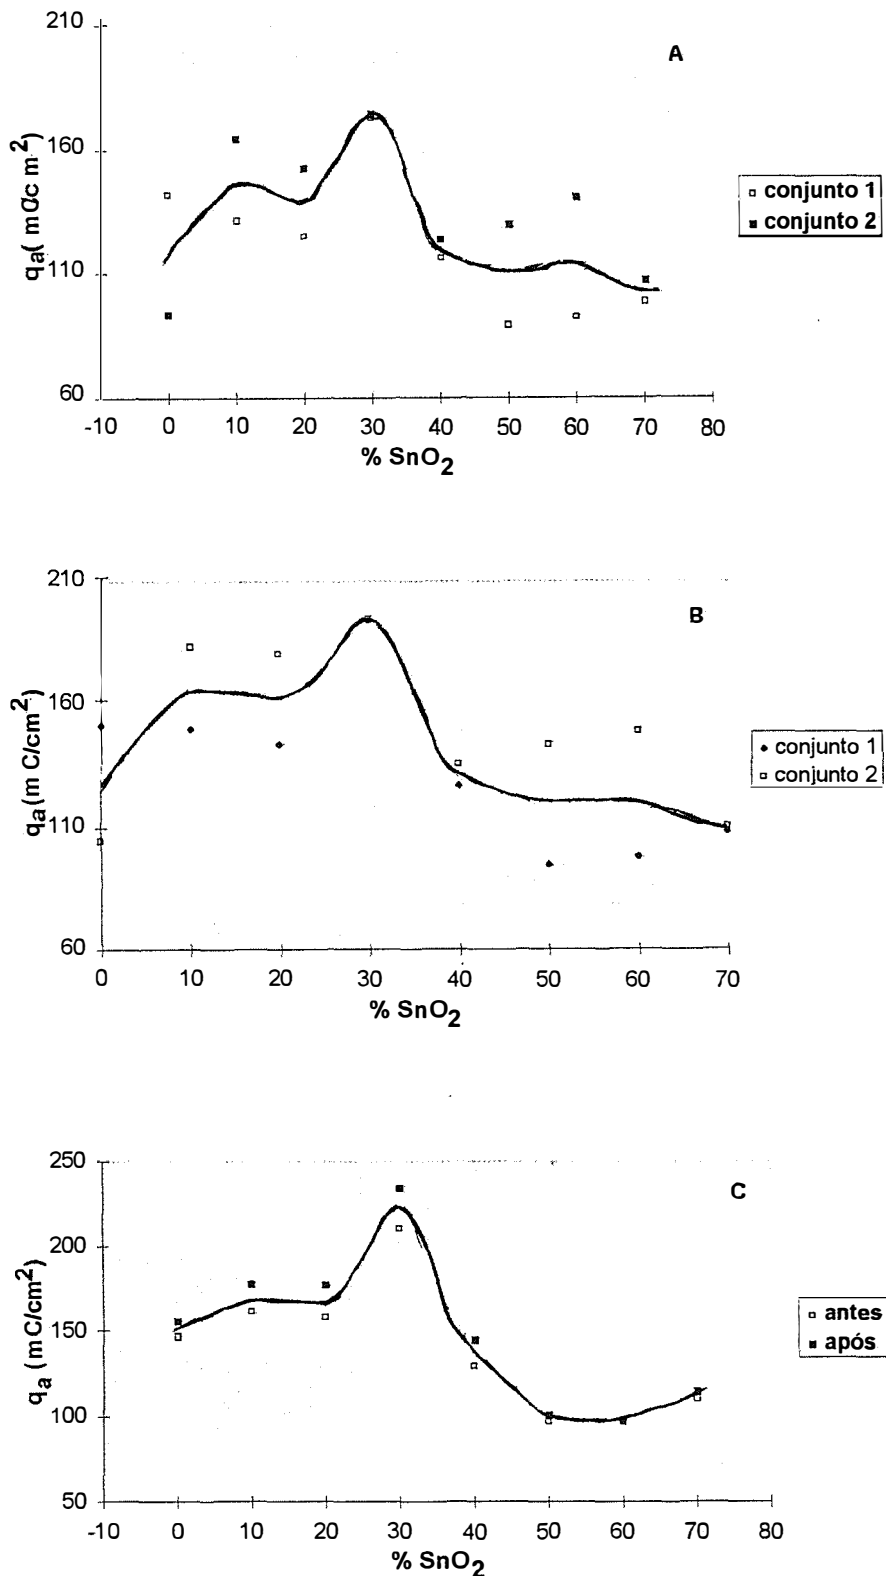 210
A
160
qa( mCc m2)
□ conjunto 1
■ conjunto 2
110
60
-10 0 10 20 30 40 50 60 70 80
% SnO2
210
B
160
qa(m C/cm2)
◆ conjunto 1
□ conjunto 2
110
60
0 10 20 30 40 50 60 70
% SnO2
250
C
200
qa (mC/cm2)
□ antes
■ após
150
100
50
-10 0 10 20 30 40 50 60 70 80
% SnO2